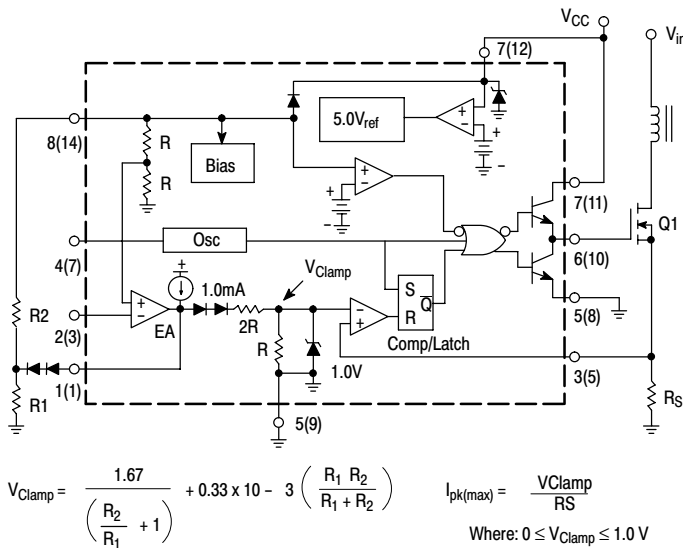 VCC
Vin
7(12)
5.0Vref
+
−
8(14)
R
Bias
R
+
−
+
−
7(11)
Q1
4(7)
Osc
6(10)
VClamp
+
1.0mA
S
Q
R
5(8)
R2
+
−
2R
−
+
2(3)
EA
R
Comp/Latch
1.0V
3(5)
1(1)
R1
RS
5(9)
VClamp = 1.67 / (R2/R1 + 1) + 0.33 x 10 − 3 (R1 R2 / R1 + R2)
Ipk(max) = VClamp / RS
Where: 0 ≤ VClamp ≤ 1.0 V